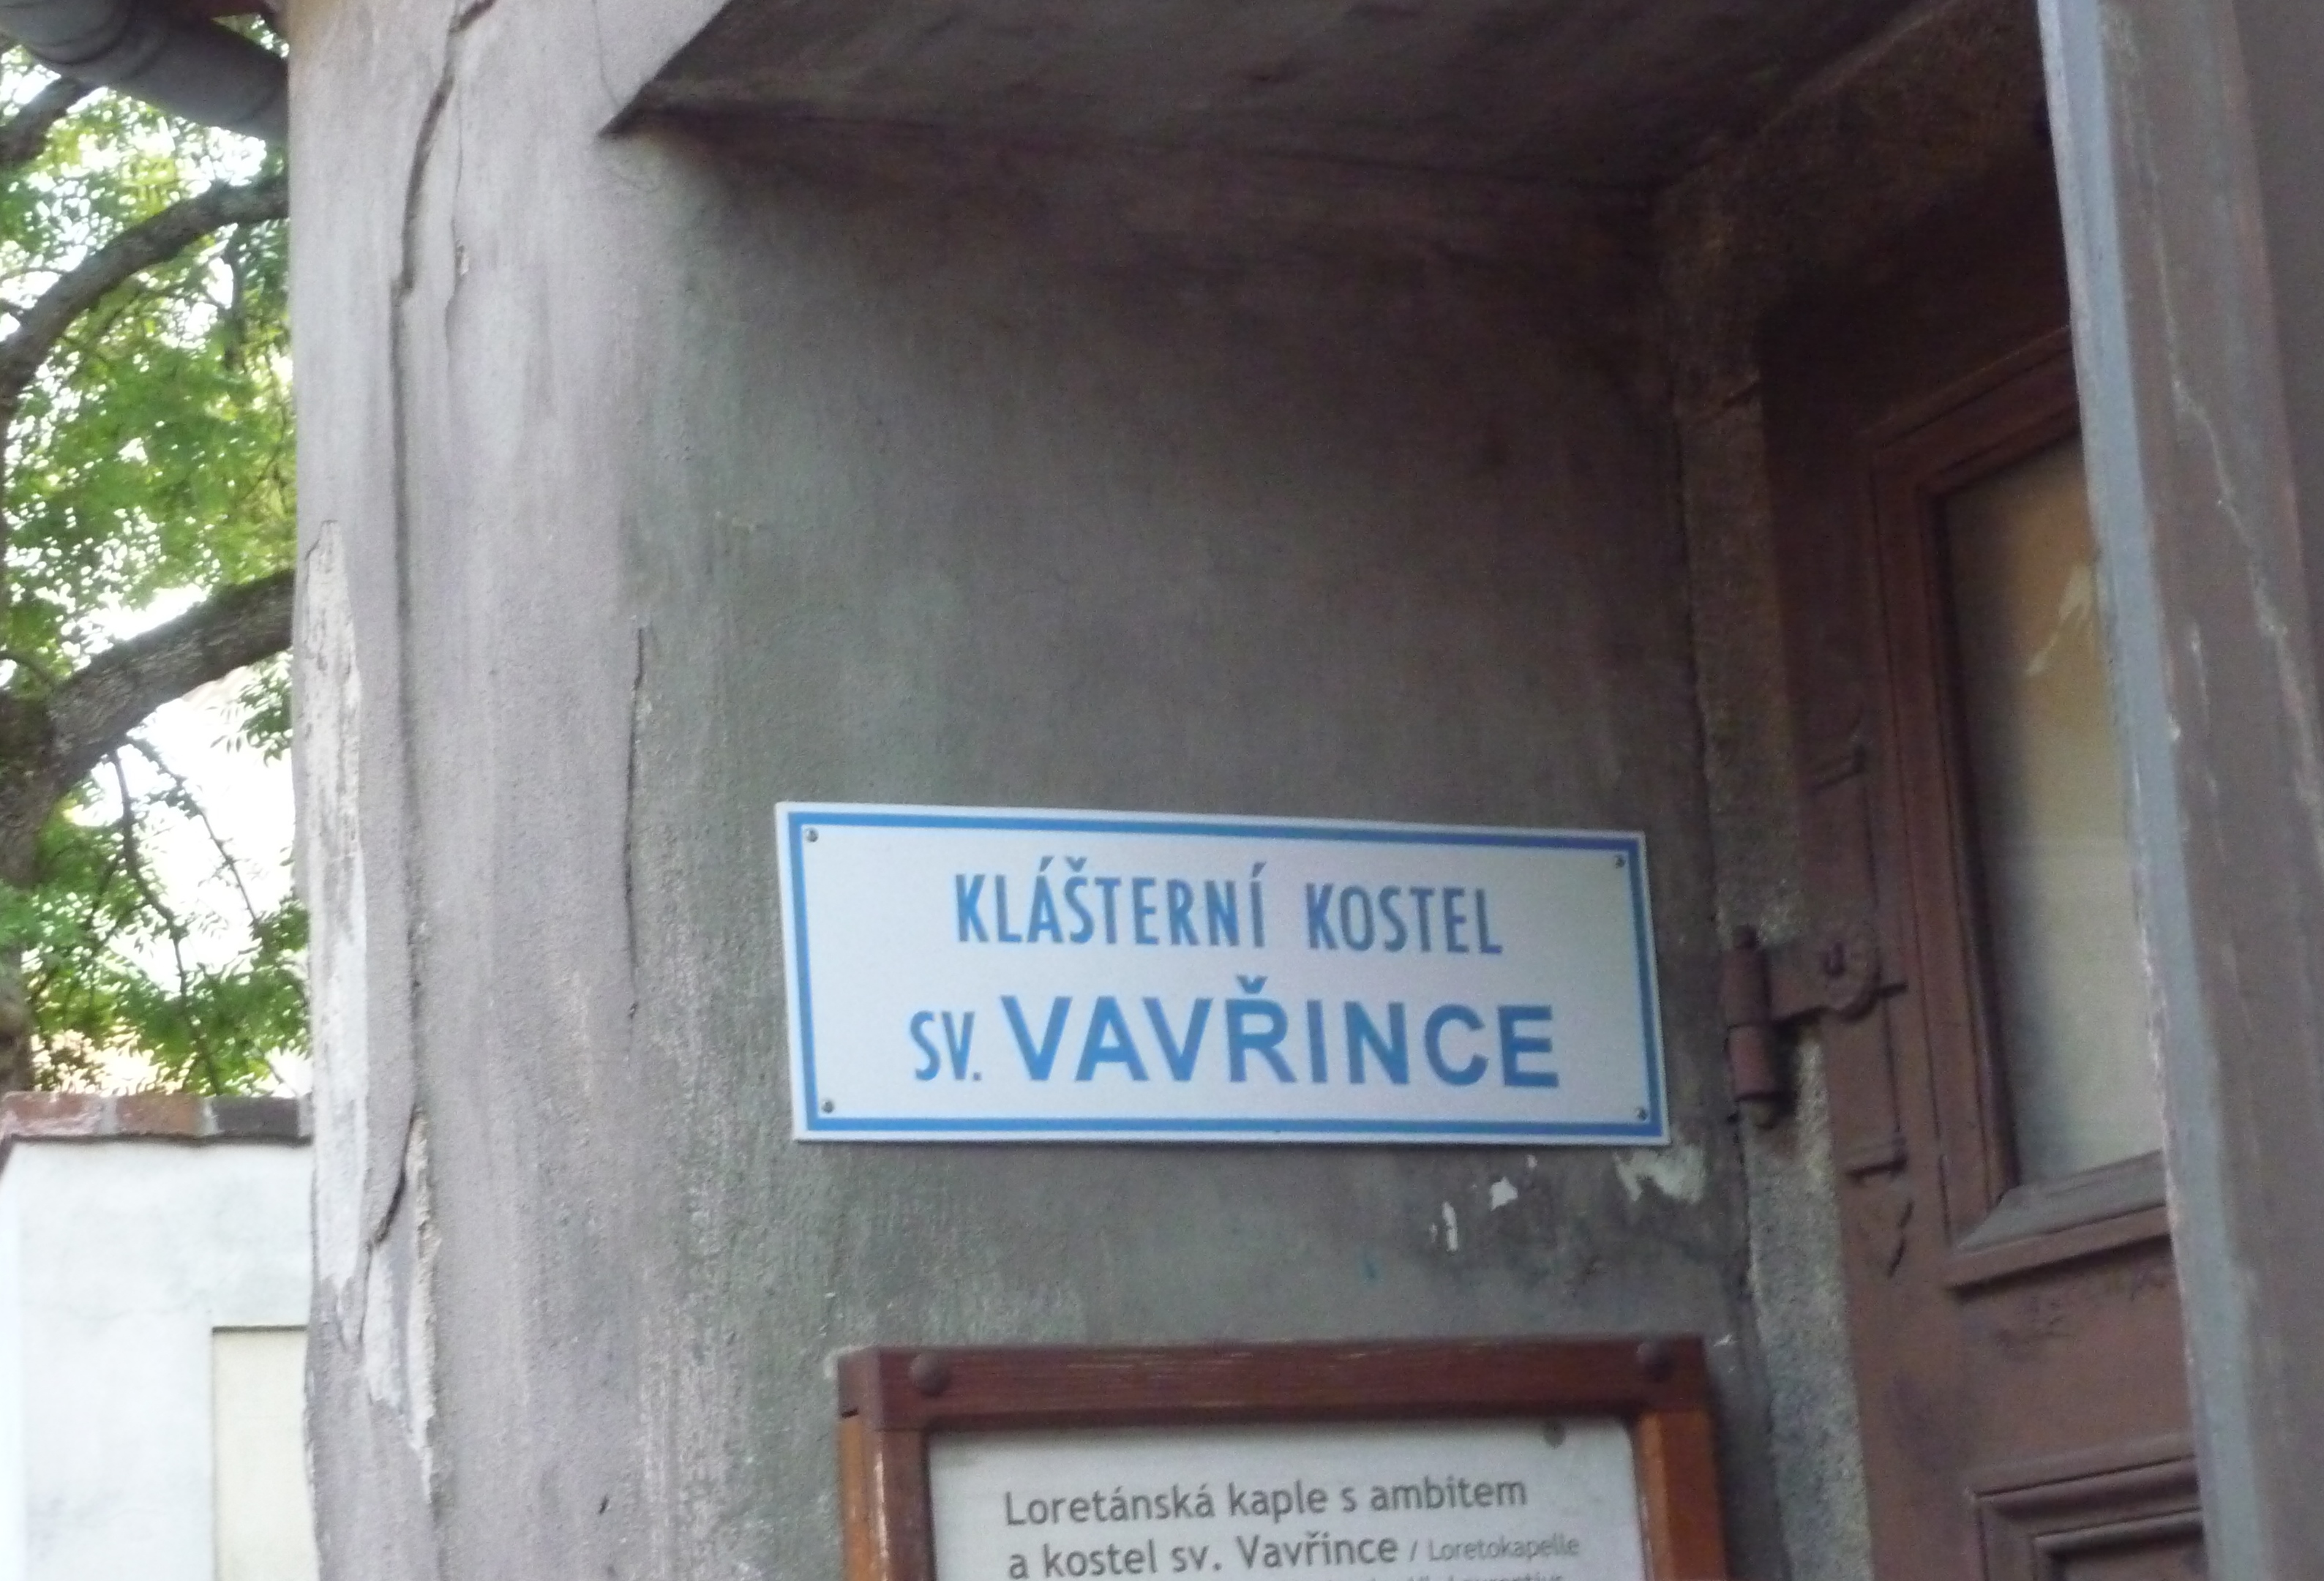 KLÁŠTERNÍ KOSTEL
SV. VAVŘINCE
Loretánská kaple s ambitem
a kostel sv. Vavřince / Loretokapelle